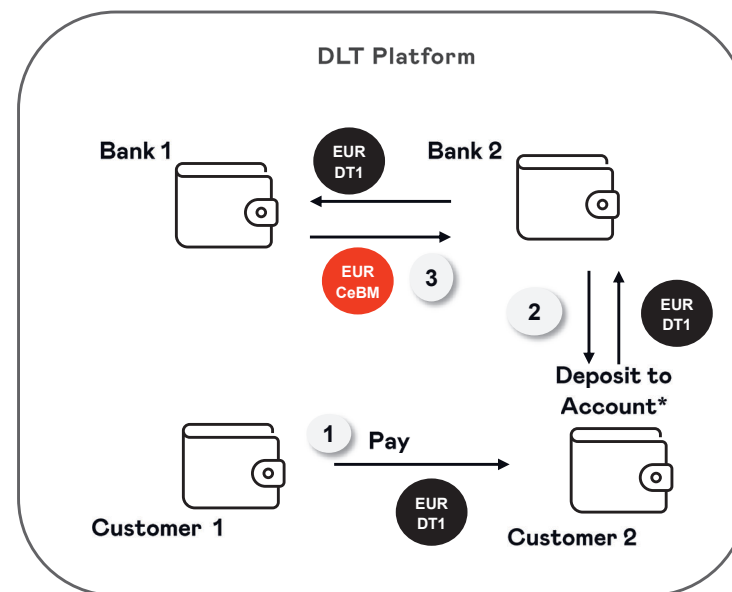 DLT Platform
Bank 1
EUR
DT1
Bank 2
EUR
CeBM
3
2
EUR
DT1
Deposit to
Account*
1
Pay
EUR
DT1
Customer 1
Customer 2